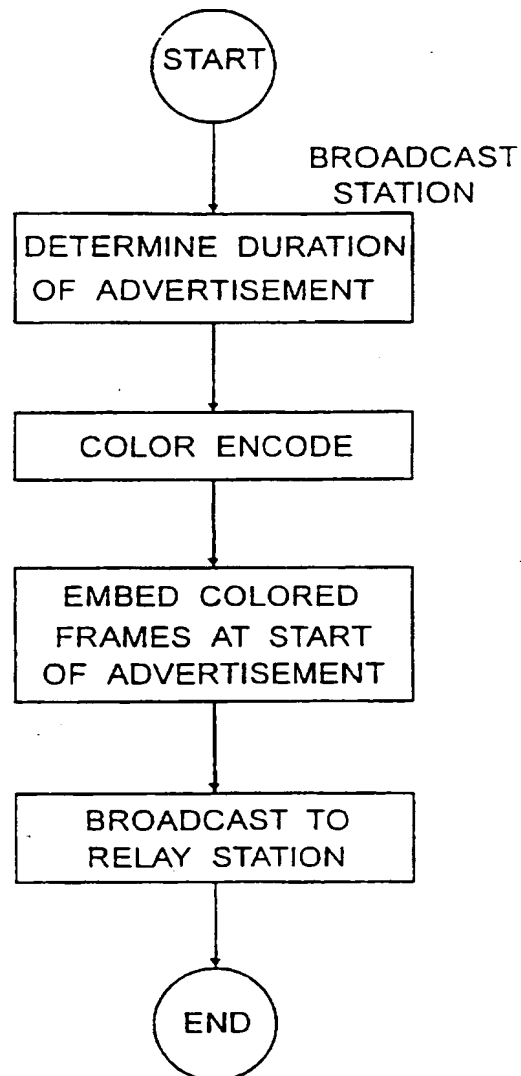 START
BROADCAST
STATION
DETERMINE DURATION
OF ADVERTISEMENT
COLOR ENCODE
EMBED COLORED
FRAMES AT START
OF ADVERTISEMENT
BROADCAST TO
RELAY STATION
END